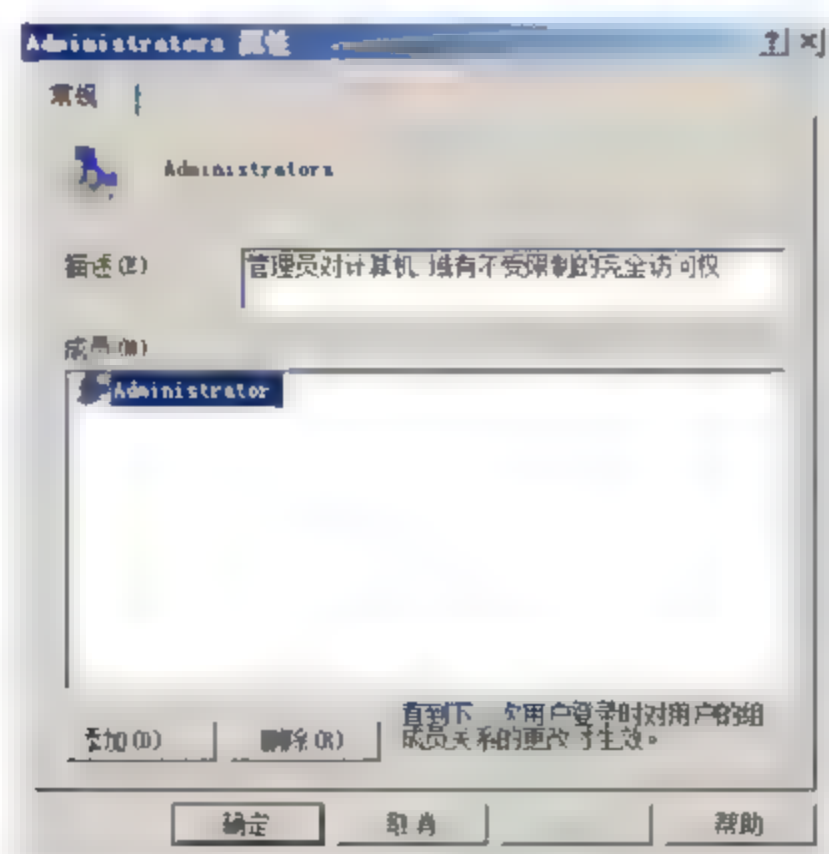 Administrators 属性
常规
Administrators
描述(E)
管理员对计算机 域有不受限制的完全访问权
成员(M)
Administrator
添加(D)
删除(R)
直到下 次用户登录时对用户的组
成员关系的更改 生效。
确定
取消
帮助